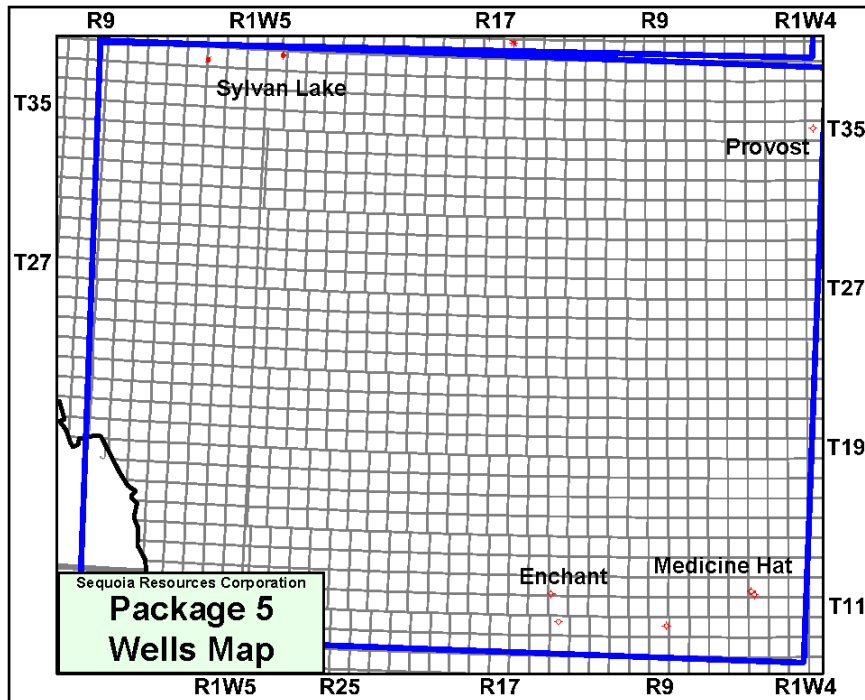 R9 R1W5 R17 R9 R1W4
Sylvan Lake
T35
T35
Provost
T27
T27
T19
Enchant
Medicine Hat
T11
Sequoia Resources Corporation
Package 5
Wells Map
R1W5 R25 R17 R9 R1W4